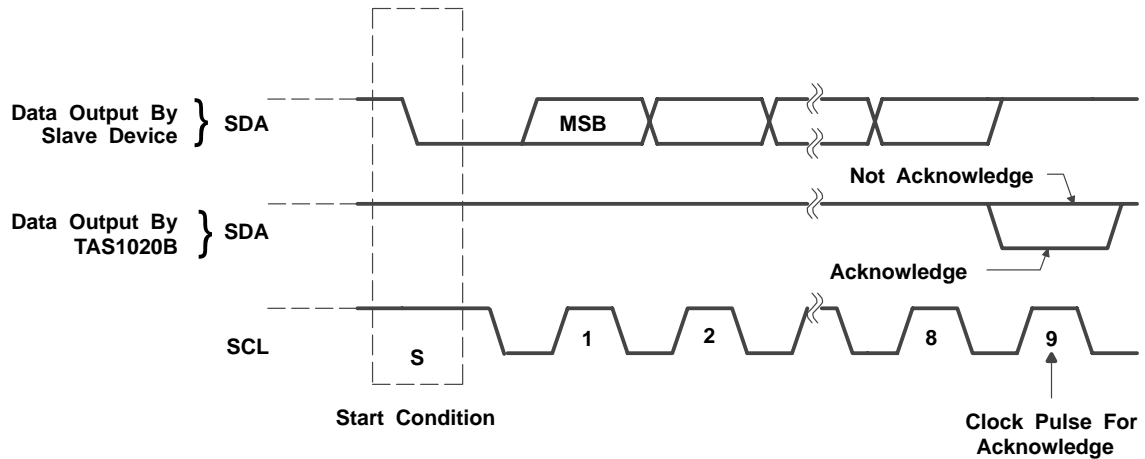 Data Output By
Slave Device
SDA
MSB
Not Acknowledge
Data Output By
TAS1020B
SDA
Acknowledge
SCL
S
1
2
8
9
Start Condition
Clock Pulse For
Acknowledge